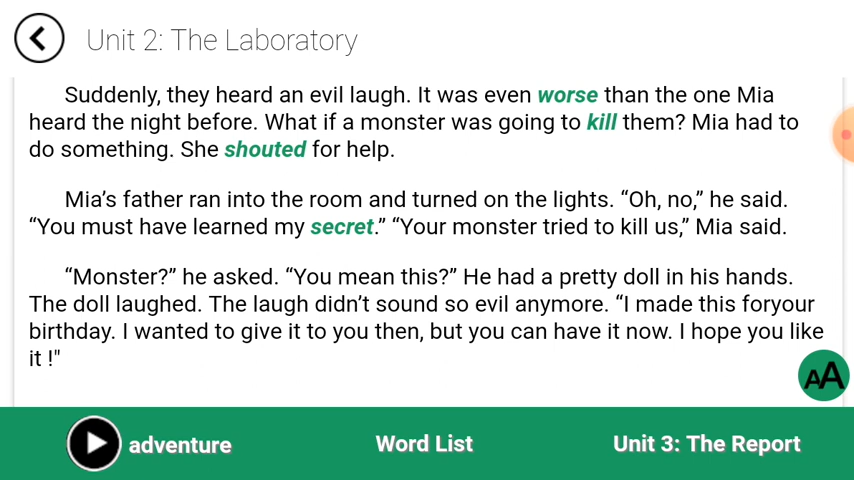 Unit 2: The Laboratory
Suddenly, they heard an evil laugh. It was even worse than the one Mia
heard the night before. What if a monster was going to kill them? Mia had to
do something. She shouted for help.
Mia’s father ran into the room and turned on the lights. “Oh, no,” he said.
“You must have learned my secret.” “Your monster tried to kill us,” Mia said.
“Monster?” he asked. “You mean this?” He had a pretty doll in his hands.
The doll laughed. The laugh didn’t sound so evil anymore. “I made this foryour
birthday. I wanted to give it to you then, but you can have it now. I hope you like
it !"
AA
adventure
Word List
Unit 3: The Report